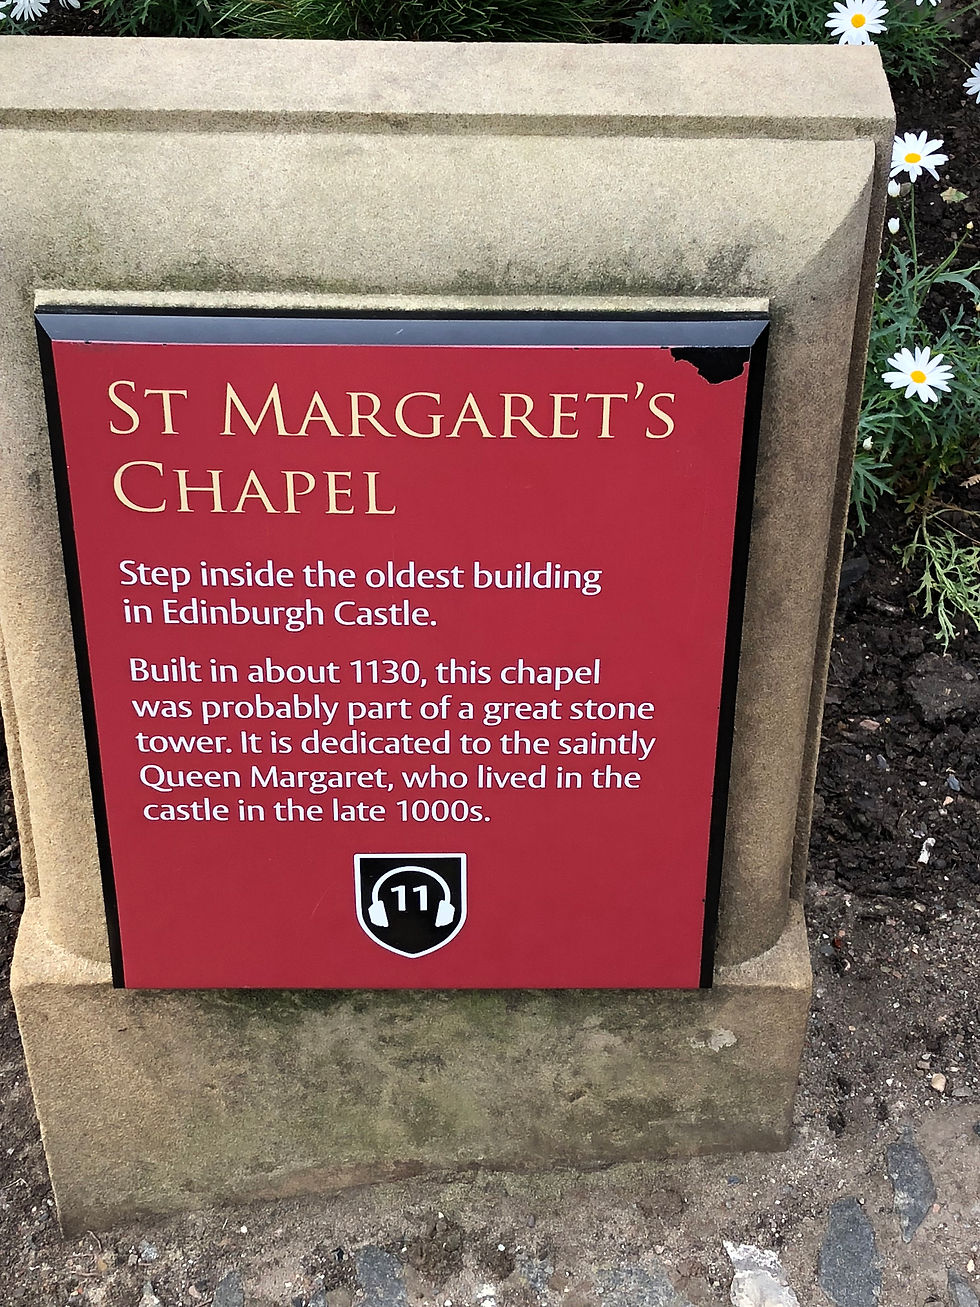 St Margaret's
Chapel
Step inside the oldest building
in Edinburgh Castle.
Built in about 1130, this chapel
was probably part of a great stone
tower. It is dedicated to the saintly
Queen Margaret, who lived in the
castle in the late 1000s.
11